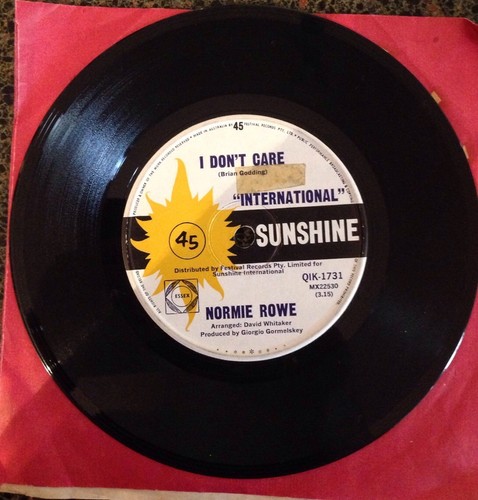 MADE IN AUSTRALIA BY 45 FESTIVAL RECORDS PTY. LTD.
I DON'T CARE
(Brian Godding)
"INTERNATIONAL"
45
SUNSHINE
Distributed by Festival Records Pty. Limited for
Sunshine International
QIK-1731
MX22530
(3.15)
ESSEX
NORMIE ROWE
Arranged: David Whitaker
Produced by Giorgio Gormelskey